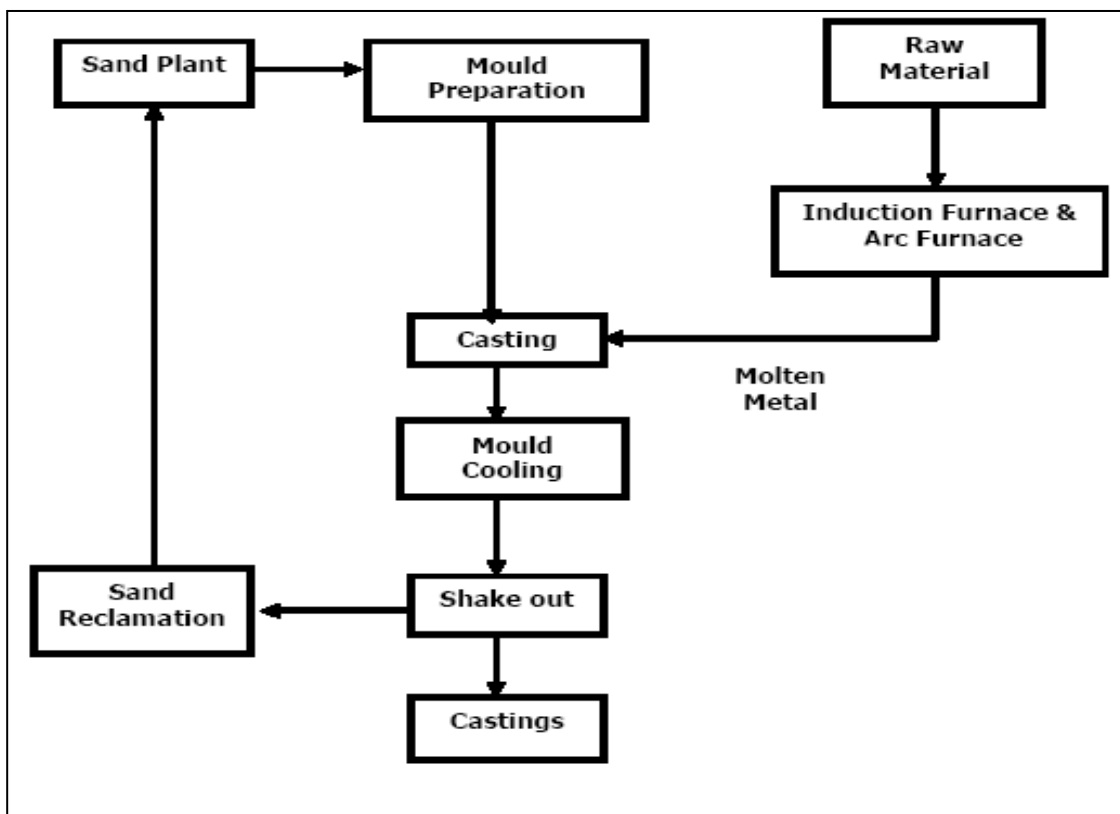 Sand Plant
Mould
Preparation
Raw
Material
Induction Furnace &
Arc Furnace
Casting
Molten
Metal
Mould
Cooling
Sand
Reclamation
Shake out
Castings